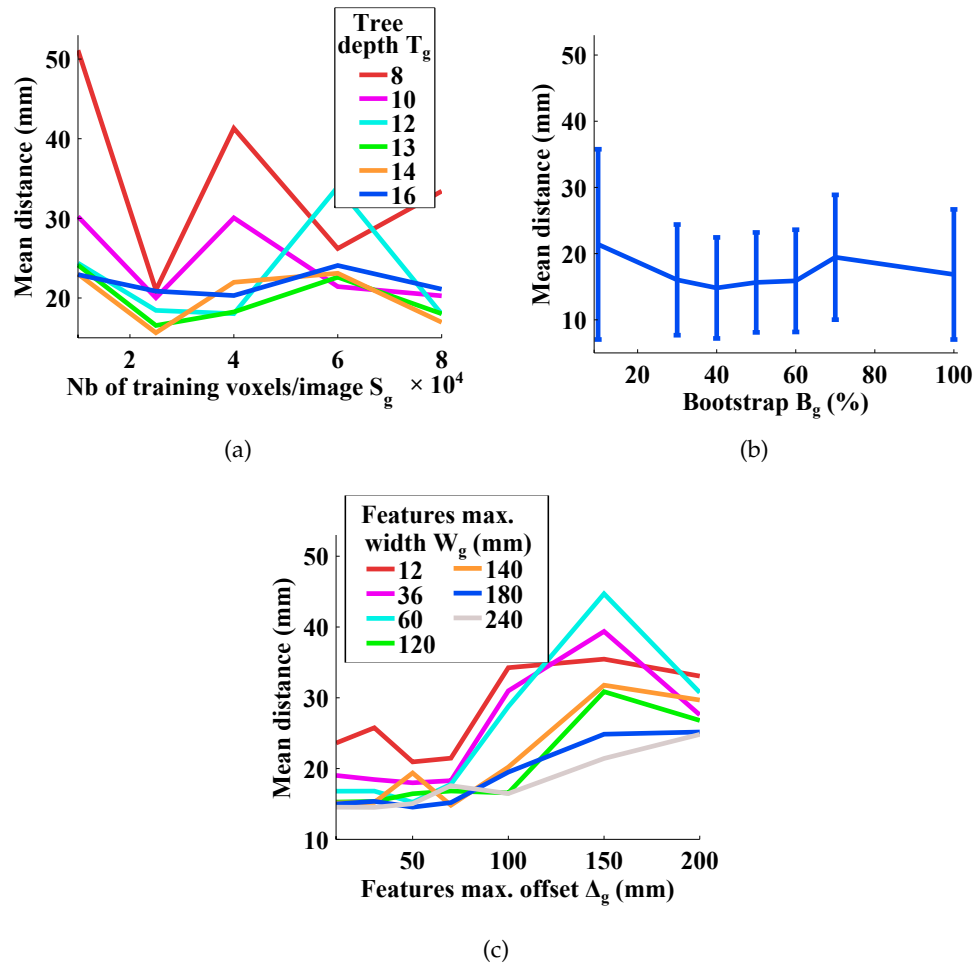 Tree
depth T_g
8
10
12
13
14
16
50
40
30
20
Mean distance (mm)
2 4 6 8
Nb of training voxels/image S_g × 10^4
(a)
50
40
30
20
10
Mean distance (mm)
20 40 60 80 100
Bootstrap B_g (%)
(b)
Features max.
width W_g (mm)
12 140
36 180
60 240
120
50
40
30
20
10
Mean distance (mm)
50 100 150 200
Features max. offset Δ_g (mm)
(c)